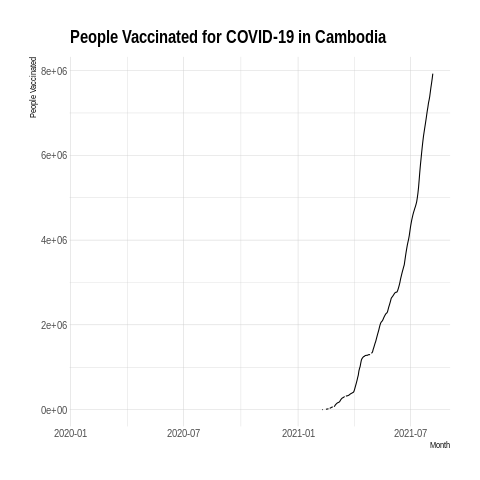 People Vaccinated for COVID-19 in Cambodia
People Vaccinated
8e+06
6e+06
4e+06
2e+06
0e+00
2020-01 2020-07 2021-01 2021-07
Month